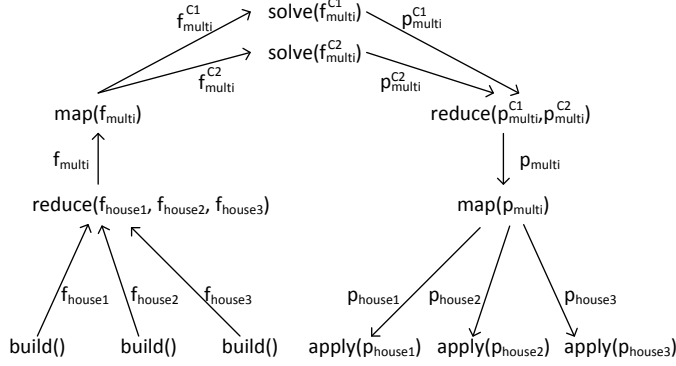 f_multi^C1 solve(f_multi^C1) p_multi^C1
f_multi^C2 solve(f_multi^C2) p_multi^C2
map(f_multi) reduce(p_multi^C1,p_multi^C2)
f_multi p_multi
reduce(f_house1, f_house2, f_house3) map(p_multi)
f_house1 f_house2 f_house3 p_house1 p_house2 p_house3
build() build() build() apply(p_house1) apply(p_house2) apply(p_house3)